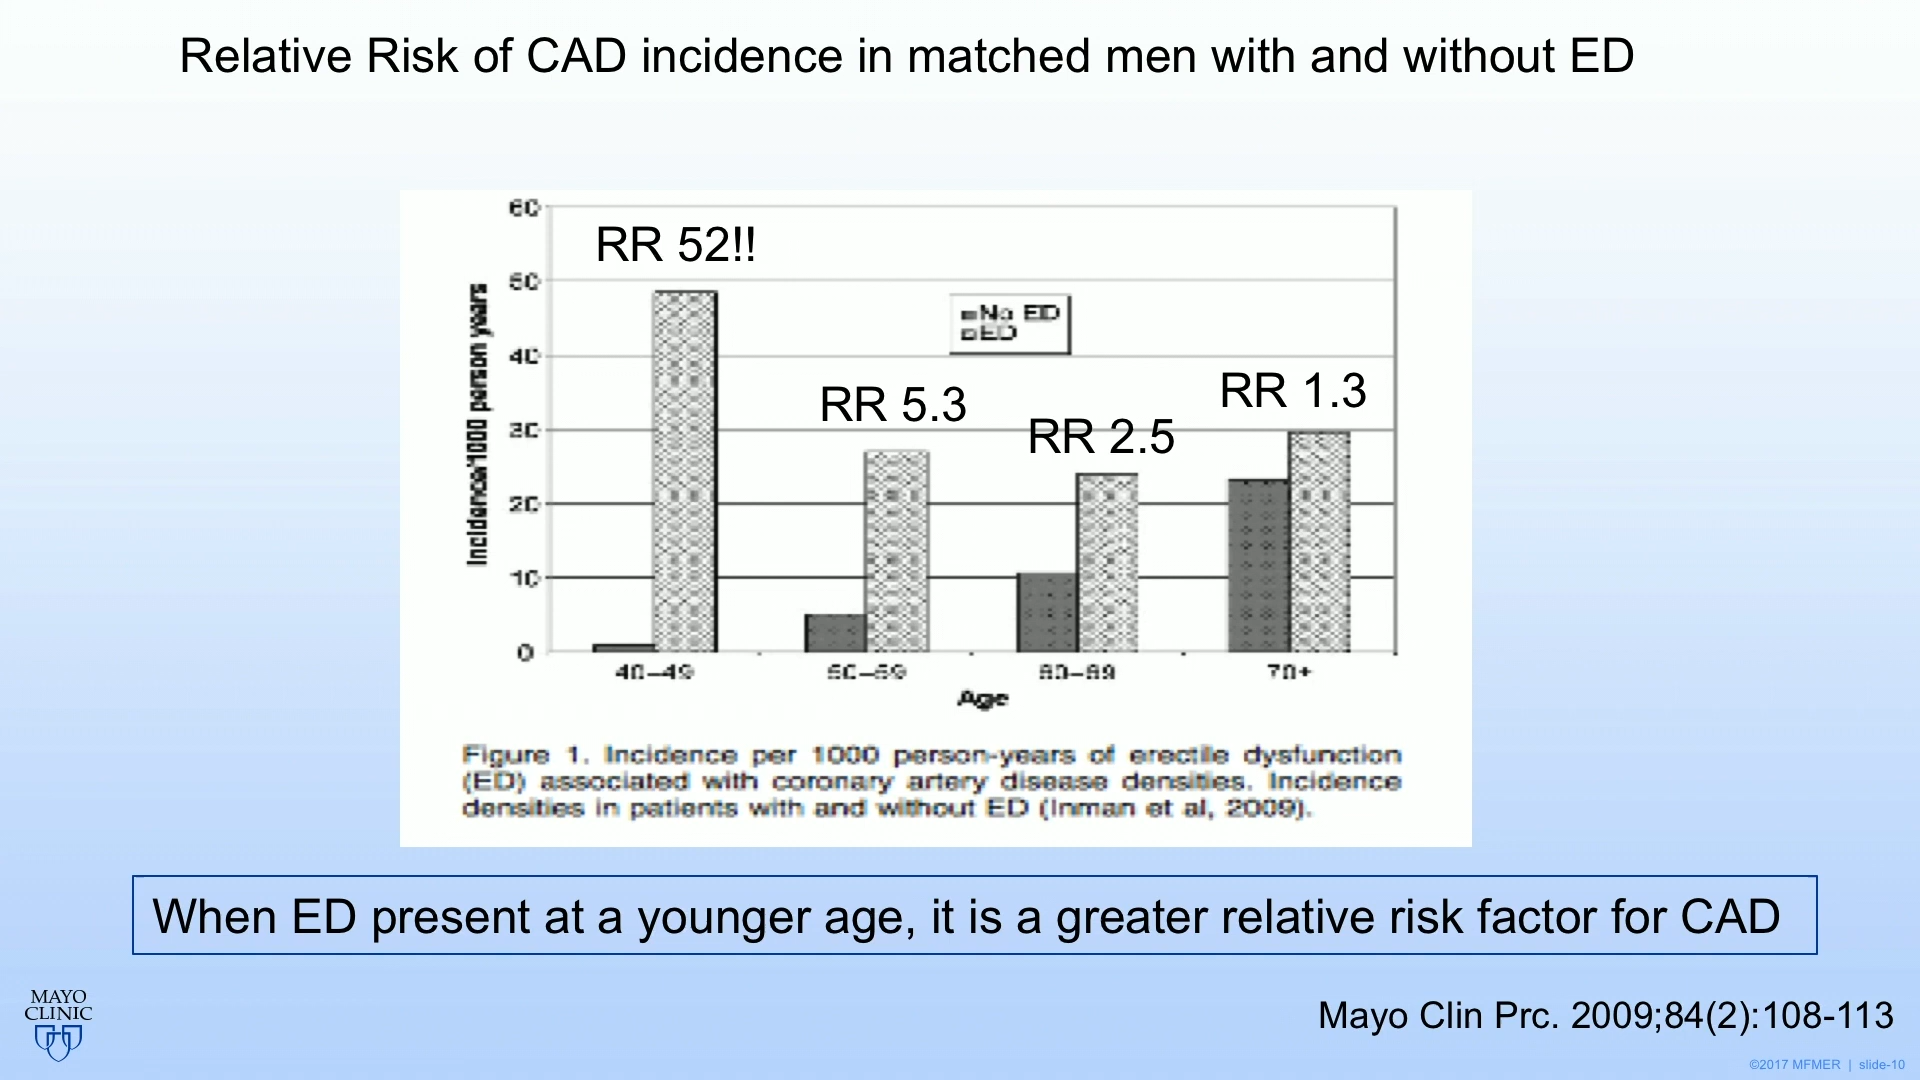 Relative Risk of CAD incidence in matched men with and without ED
60
RR 52!!
50
No ED
ED
40
RR 5.3
RR 2.5
RR 1.3
30
20
10
0
Incidence/1000 person years
40–49
50–59
60–69
70+
Age
Figure 1. Incidence per 1000 person-years of erectile dysfunction
(ED) associated with coronary artery disease densities. Incidence
densities in patients with and without ED (Inman et al, 2009).
When ED present at a younger age, it is a greater relative risk factor for CAD
MAYO
CLINIC
Mayo Clin Prc. 2009;84(2):108-113
©2017 MFMER | slide-10